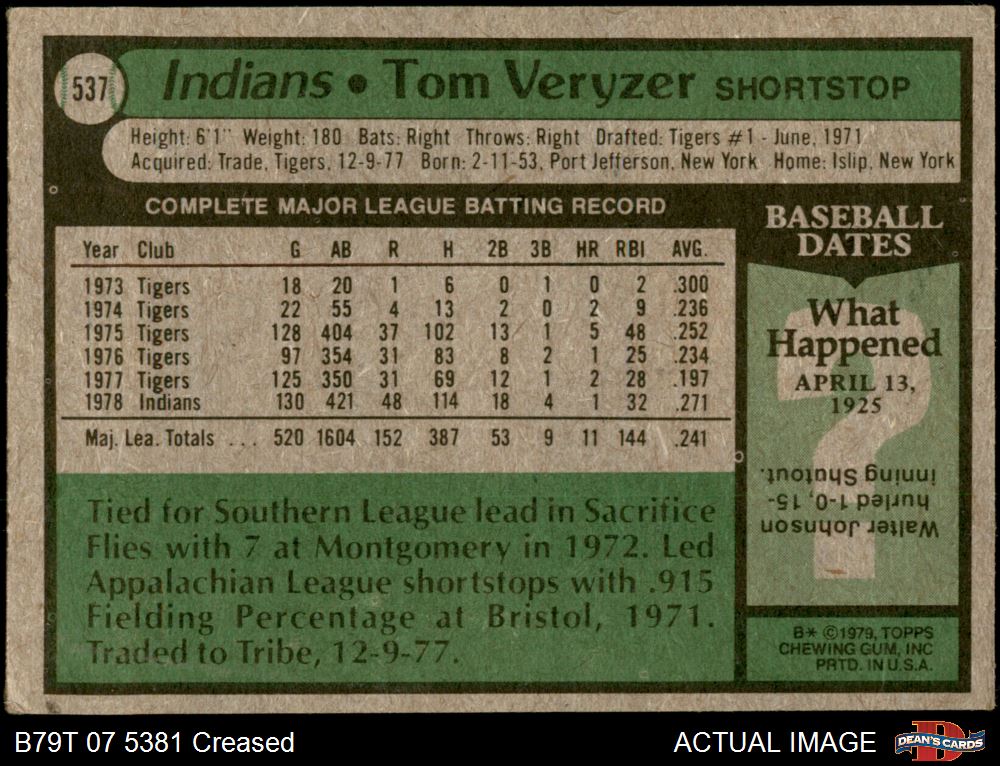 537
Indians • Tom Veryzer SHORTSTOP
Height: 6'1" Weight: 180 Bats: Right Throws: Right Drafted: Tigers #1 - June, 1971
Acquired: Trade, Tigers, 12-9-77 Born: 2-11-53, Port Jefferson, New York Home: Islip, New York
COMPLETE MAJOR LEAGUE BATTING RECORD
Year Club G AB R H 2B 3B HR RBI AVG.
1973 Tigers 18 20 1 6 0 1 0 2 .300
1974 Tigers 22 55 4 13 2 0 2 9 .236
1975 Tigers 128 404 37 102 13 1 5 48 .252
1976 Tigers 97 354 31 83 8 2 1 25 .234
1977 Tigers 125 350 31 69 12 1 2 28 .197
1978 Indians 130 421 48 114 18 4 1 32 .271
Maj. Lea. Totals ... 520 1604 152 387 53 9 11 144 .241
Tied for Southern League lead in Sacrifice
Flies with 7 at Montgomery in 1972. Led
Appalachian League shortstops with .915
Fielding Percentage at Bristol, 1971.
Traded to Tribe, 12-9-77.
BASEBALL
DATES
What
Happened
APRIL 13,
1925
?
Walter Johnson
hurled 1-0, 15-
inning Shutout.
B* ©1979, TOPPS
CHEWING GUM, INC
PRTD. IN U.S.A.
B79T 07 5381 Creased
ACTUAL IMAGE
DEAN'S CARDS